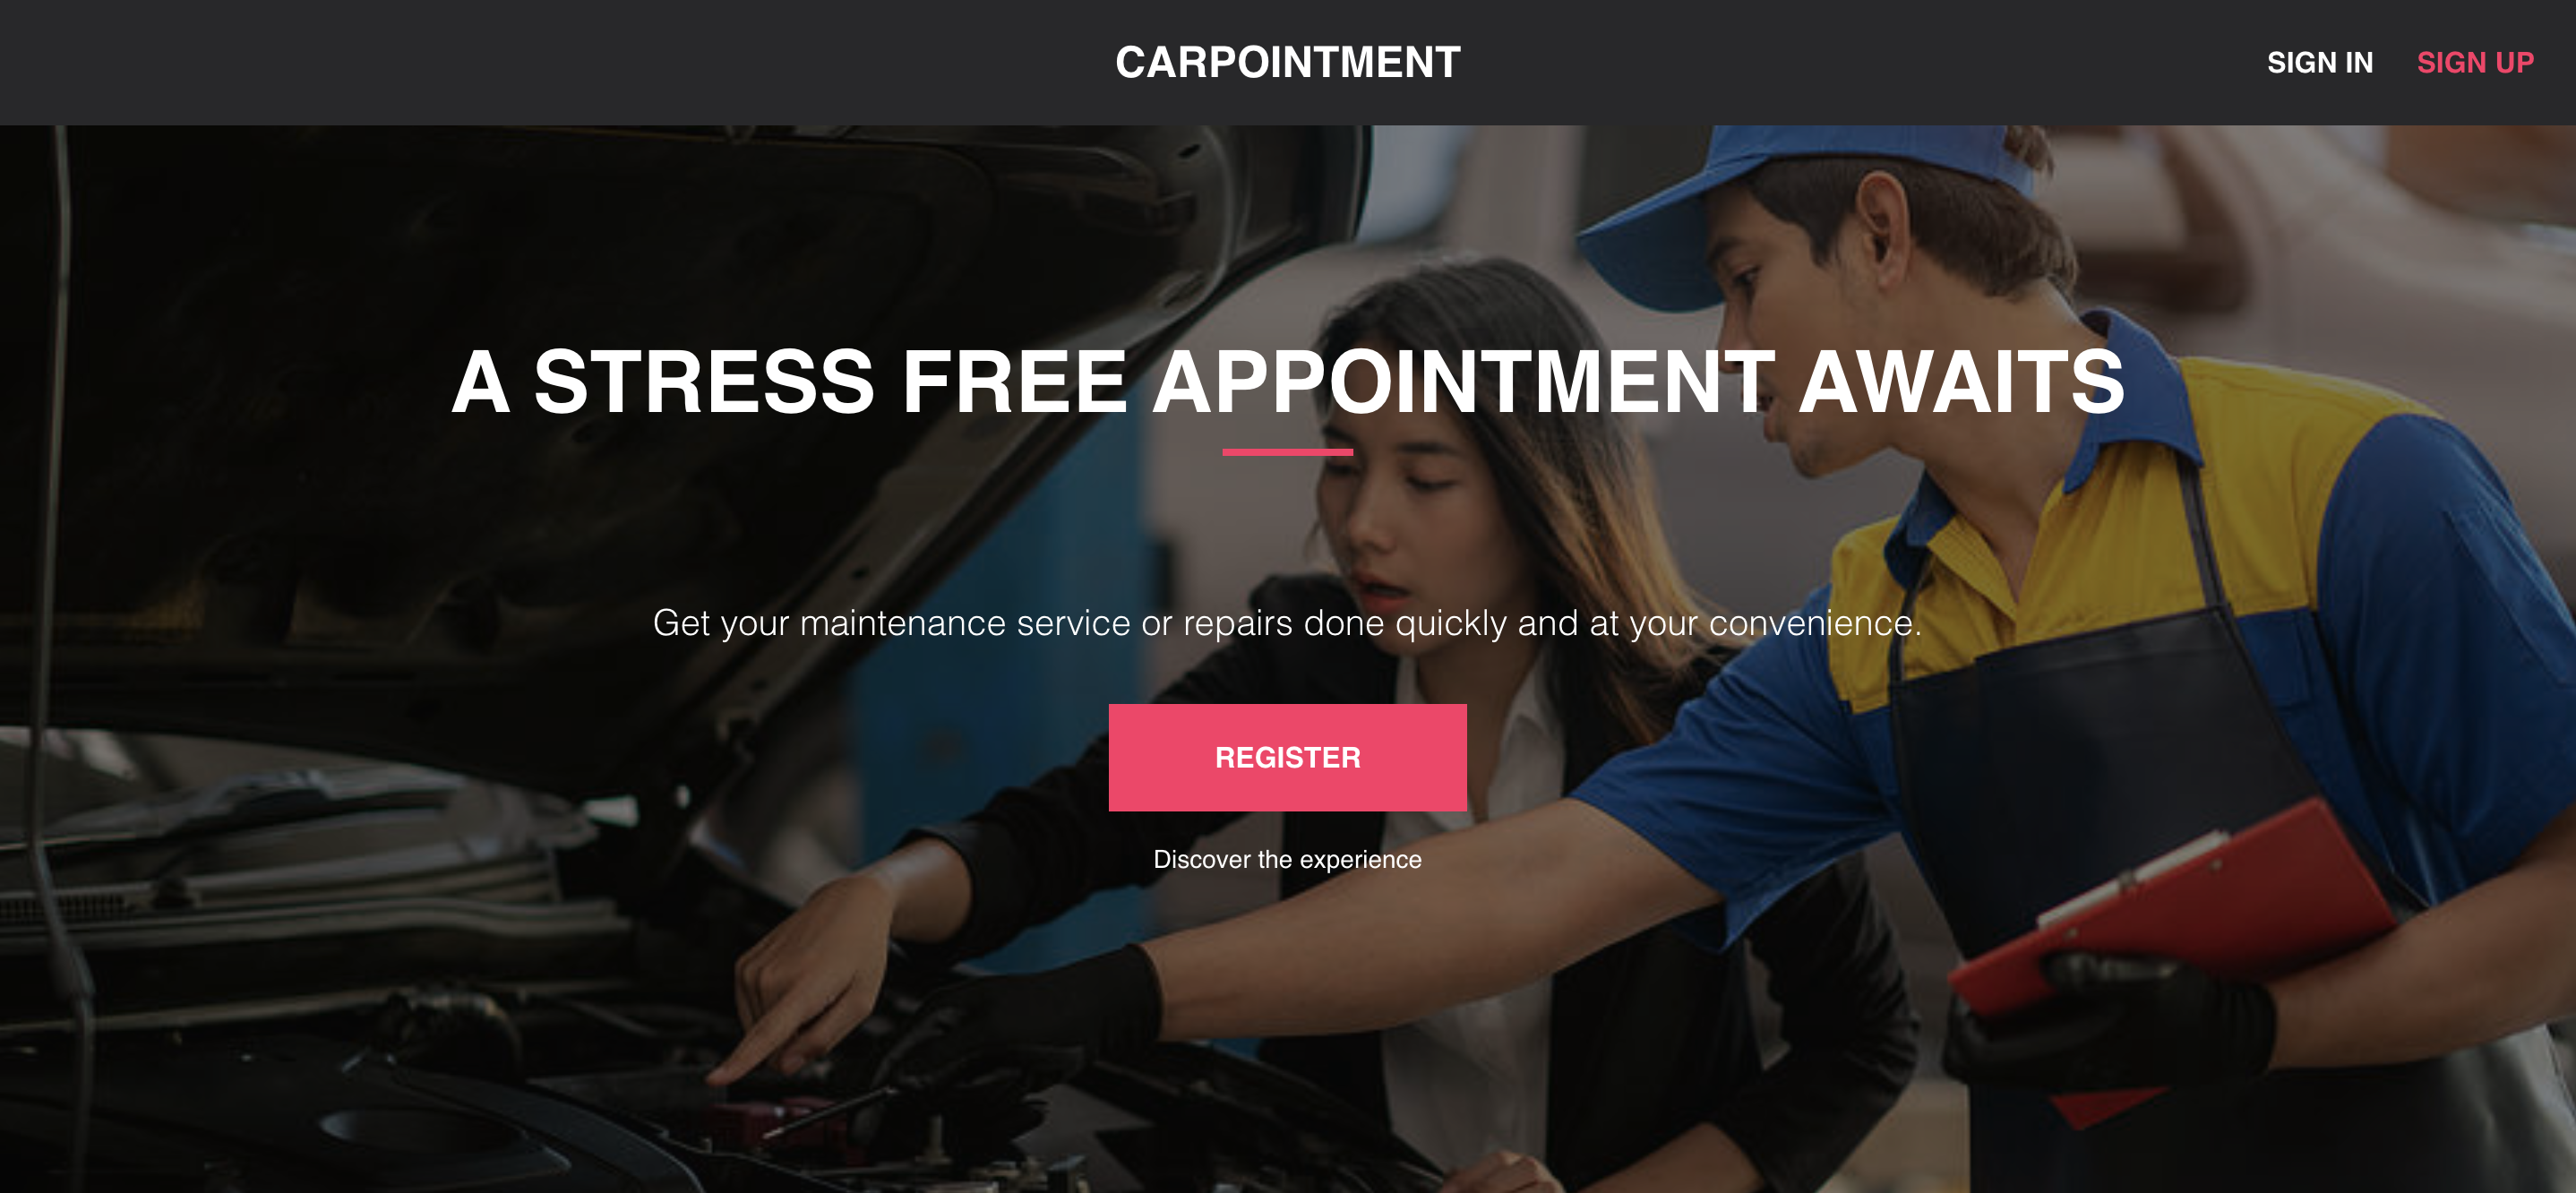 CARPOINTMENT
SIGN IN SIGN UP
A STRESS FREE APPOINTMENT AWAITS
Get your maintenance service or repairs done quickly and at your convenience.
REGISTER
Discover the experience